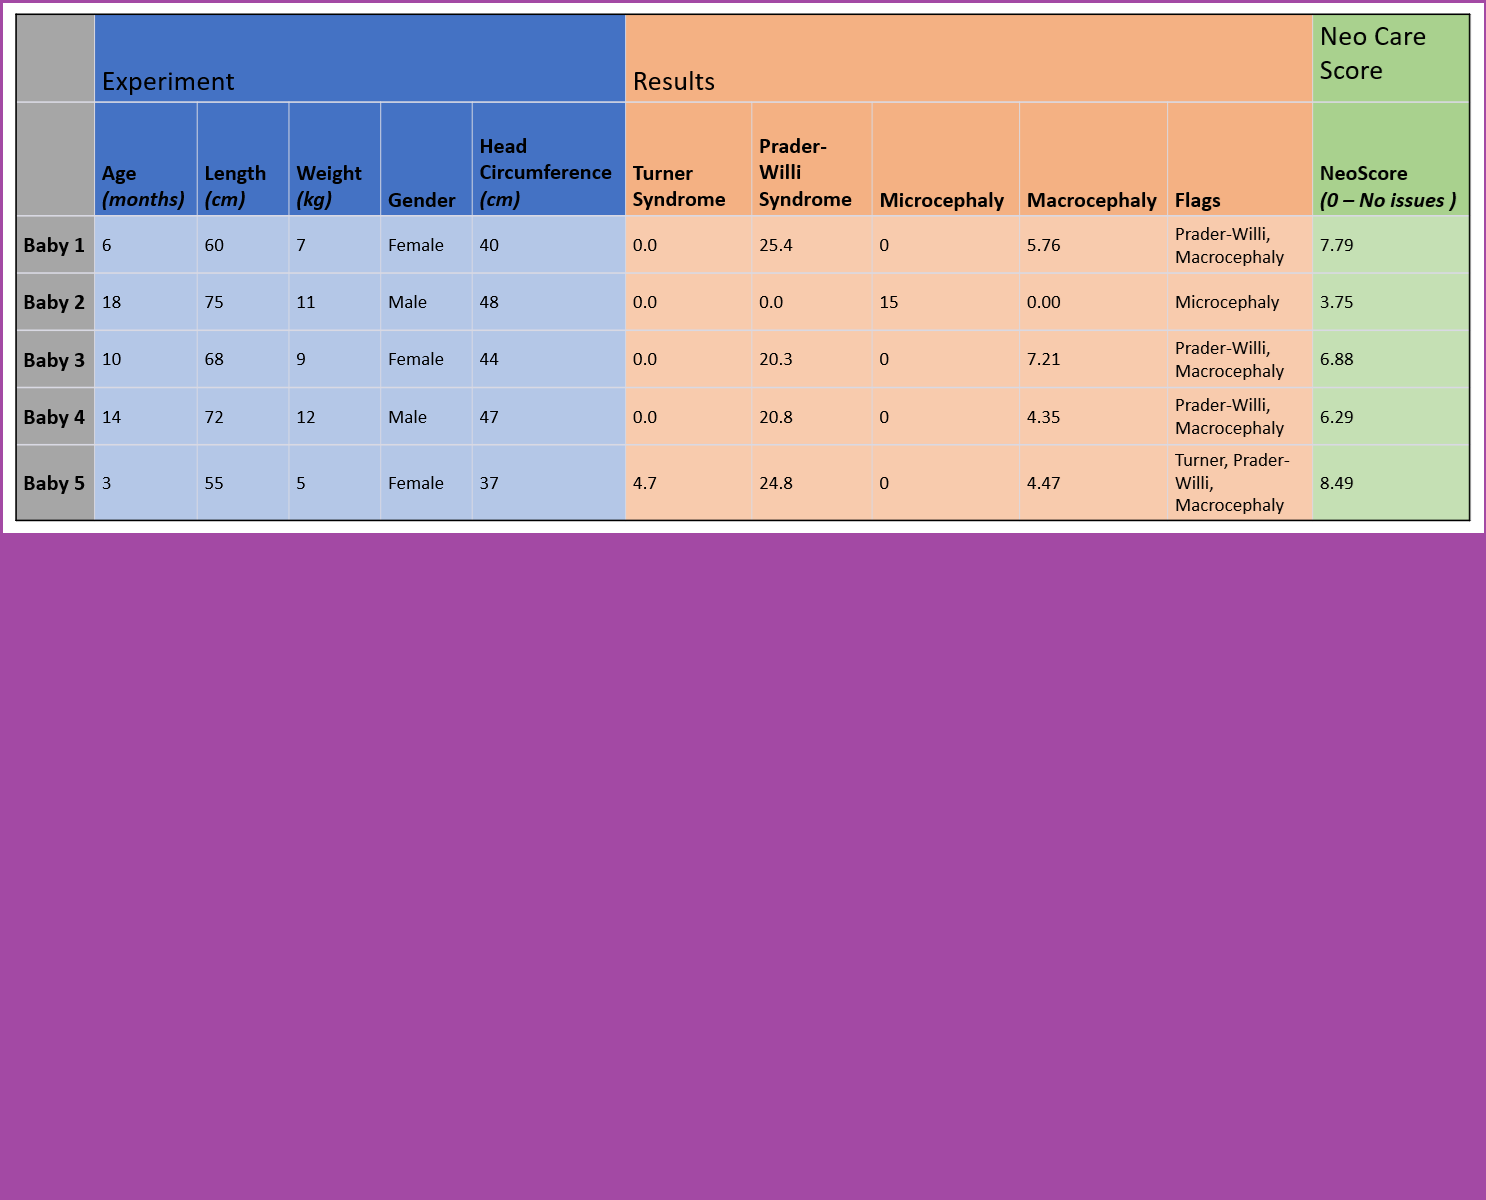 Experiment Results Neo Care
Score
Age
(months) Length
(cm) Weight
(kg) Gender Head
Circumference
(cm) Turner
Syndrome Prader-
Willi
Syndrome Microcephaly Macrocephaly Flags NeoScore
(0 – No issues )
Baby 1 6 60 7 Female 40 0.0 25.4 0 5.76 Prader-Willi,
Macrocephaly 7.79
Baby 2 18 75 11 Male 48 0.0 0.0 15 0.00 Microcephaly 3.75
Baby 3 10 68 9 Female 44 0.0 20.3 0 7.21 Prader-Willi,
Macrocephaly 6.88
Baby 4 14 72 12 Male 47 0.0 20.8 0 4.35 Prader-Willi,
Macrocephaly 6.29
Baby 5 3 55 5 Female 37 4.7 24.8 0 4.47 Turner, Prader-
Willi,
Macrocephaly 8.49